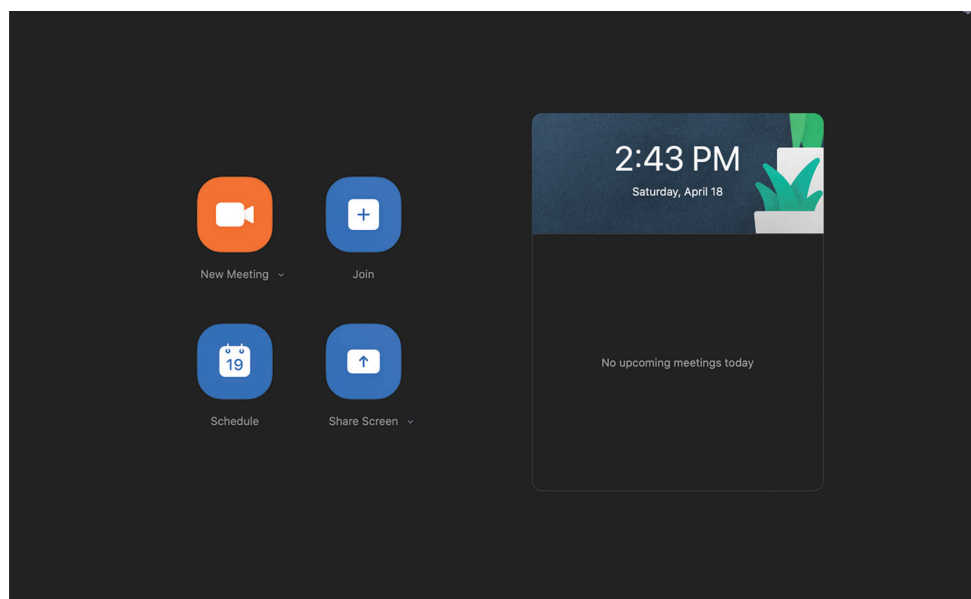 New Meeting
Join
19
Schedule
Share Screen
2:43 PM
Saturday, April 18
No upcoming meetings today